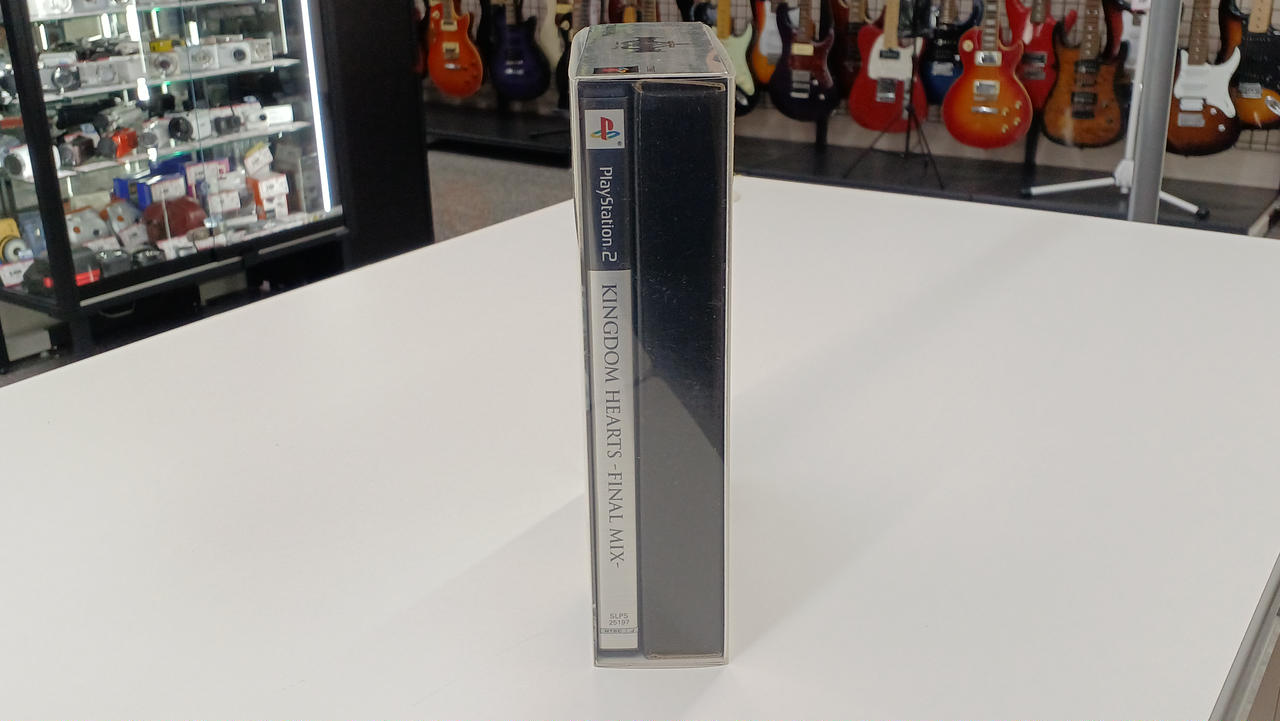 PlayStation 2
KINGDOM HEARTS -FINAL MIX-
SLPS
25197
NTSC J